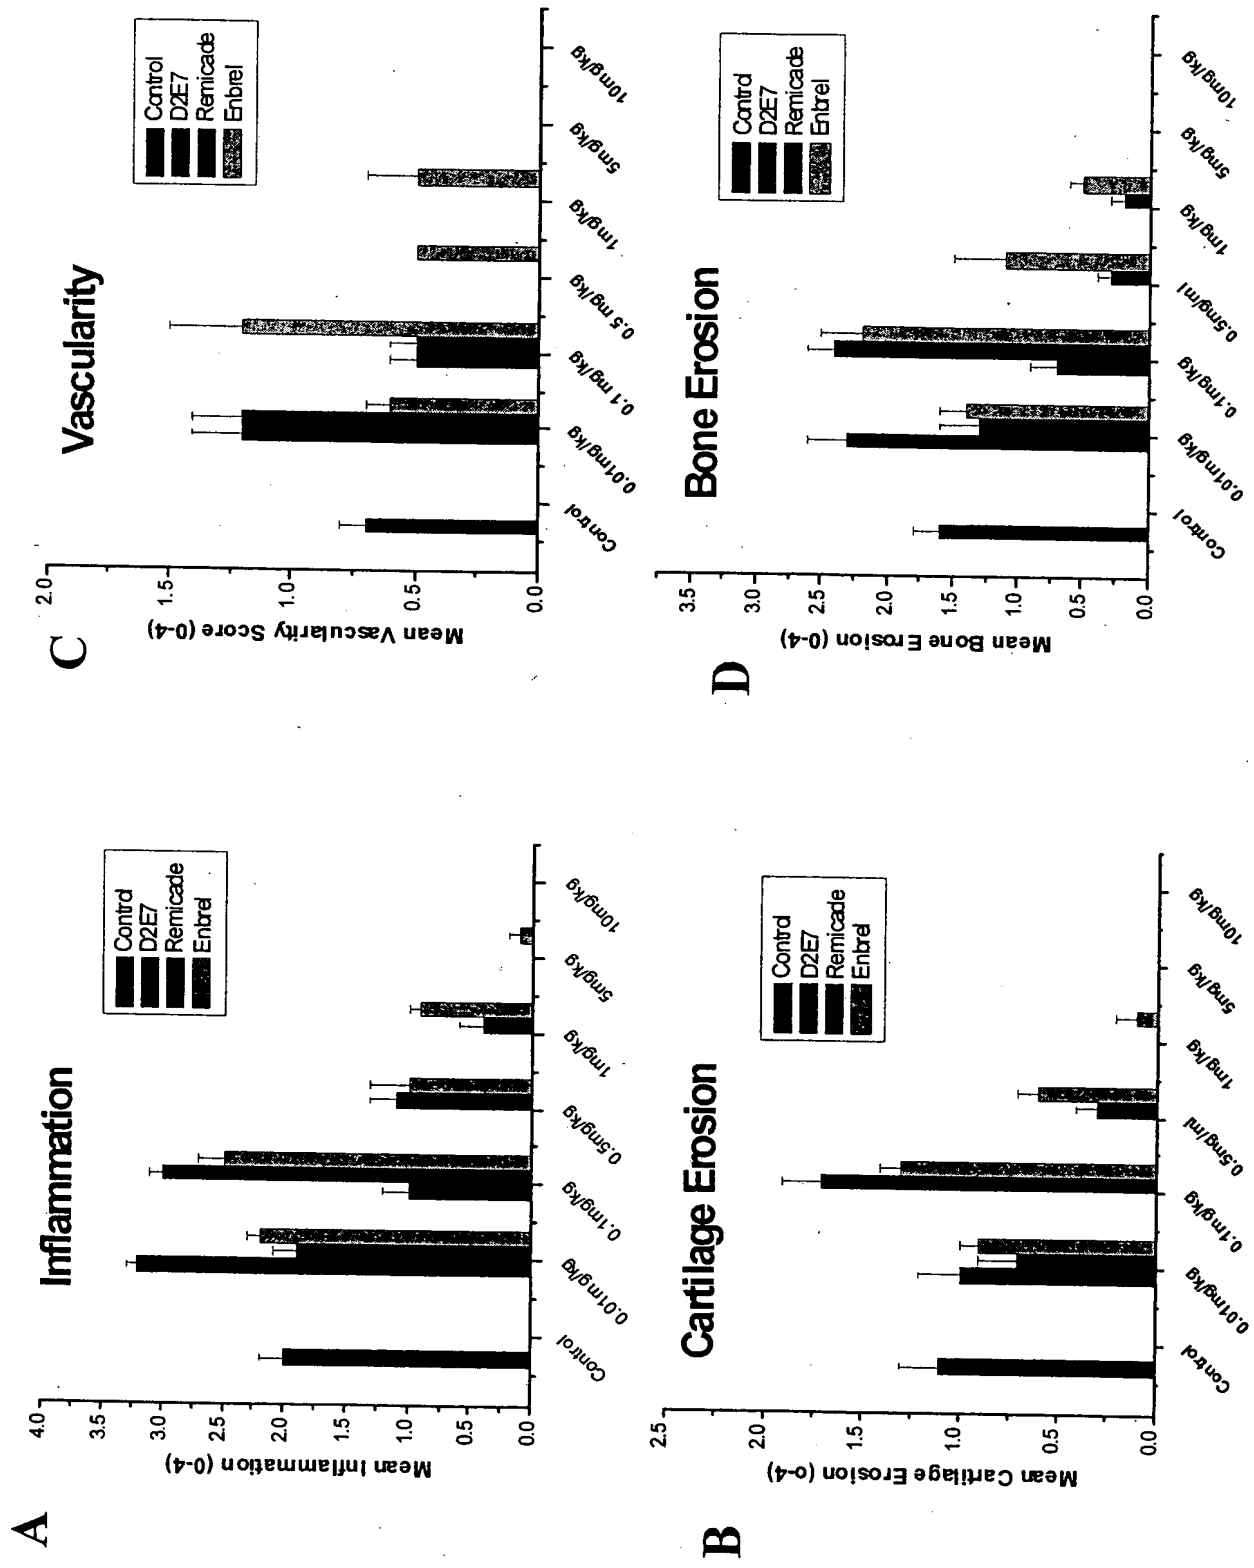 A
Inflammation
Mean Inflammation (0-4)
4.0
3.5
3.0
2.5
2.0
1.5
1.0
0.5
0.0
Control
0.01mg/kg
0.1mg/kg
0.5mg/kg
1mg/kg
5mg/kg
10mg/kg
Control
D2E7
Remicade
Enbrel
B
Cartilage Erosion
Mean Cartilage Erosion (o-4)
2.5
2.0
1.5
1.0
0.5
0.0
Control
0.01mg/kg
0.1mg/kg
0.5mg/ml
1mg/kg
5mg/kg
10mg/kg
Control
D2E7
Remicade
Enbrel
C
Vascularity
Mean Vascularity Score (0-4)
2.0
1.5
1.0
0.5
0.0
Control
0.01mg/kg
0.1 mg/kg
0.5 mg/kg
1mg/kg
5mg/kg
10mg/kg
Control
D2E7
Remicade
Enbrel
D
Bone Erosion
Mean Bone Erosion (0-4)
3.5
3.0
2.5
2.0
1.5
1.0
0.5
0.0
Control
0.01mg/kg
0.1mg/kg
0.5mg/ml
1mg/kg
5mg/kg
10mg/kg
Control
D2E7
Remicade
Enbrel